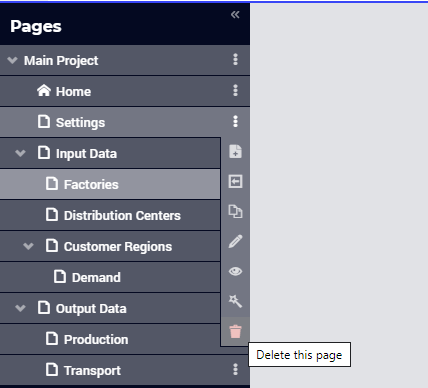 Pages
Main Project
Home
Settings
Input Data
Factories
Distribution Centers
Customer Regions
Demand
Output Data
Production
Delete this page
Transport